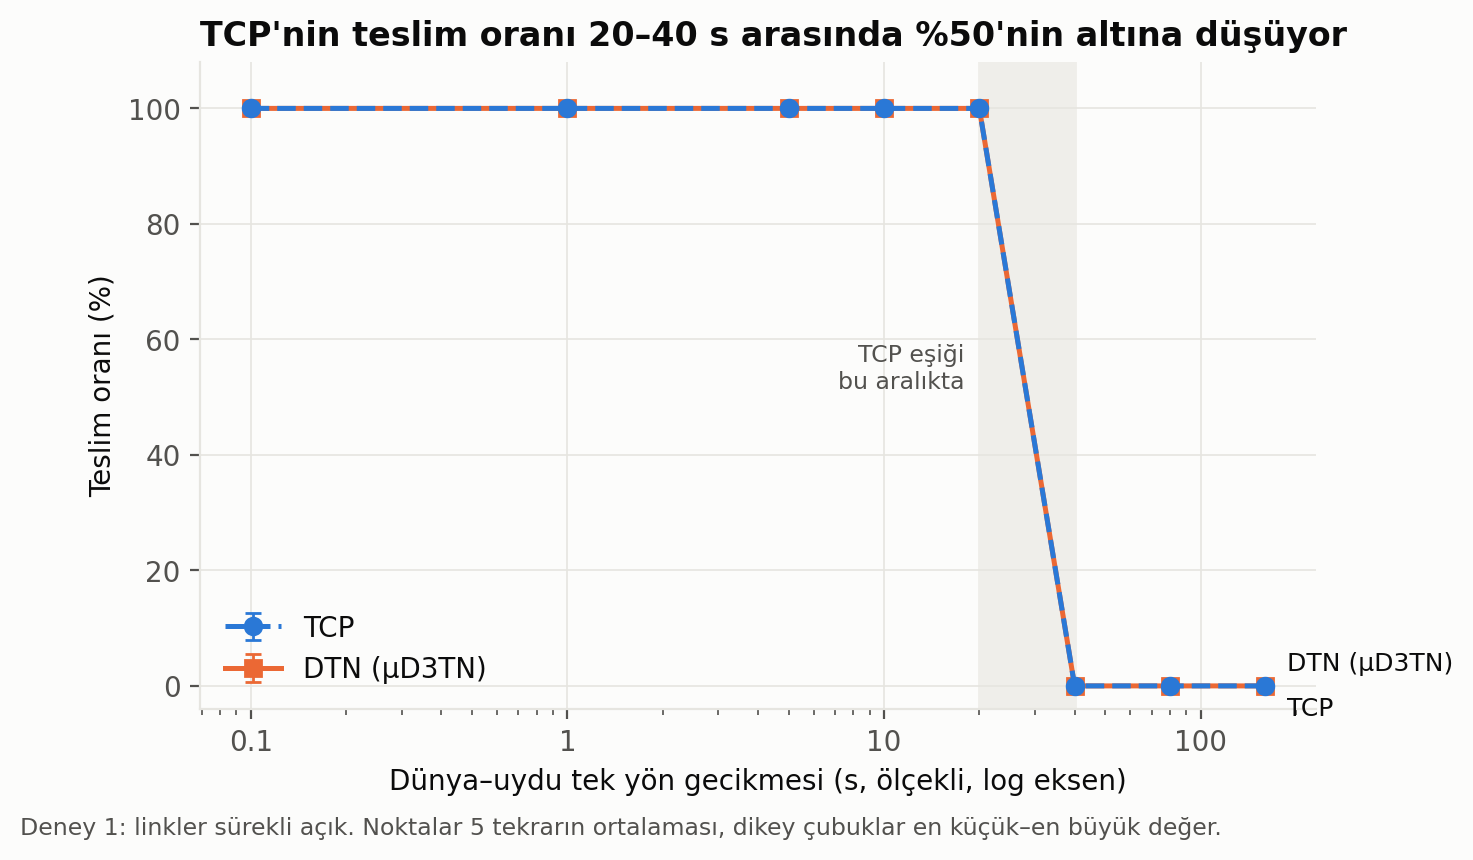 TCP'nin teslim oranı 20–40 s arasında %50'nin altına düşüyor
Teslim oranı (%)
100
80
60
40
20
0
TCP eşiği
bu aralıkta
TCP
DTN (μD3TN)
DTN (μD3TN)
TCP
0.1
1
10
100
Dünya–uydu tek yön gecikmesi (s, ölçekli, log eksen)
Deney 1: linkler sürekli açık. Noktalar 5 tekrarın ortalaması, dikey çubuklar en küçük–en büyük değer.